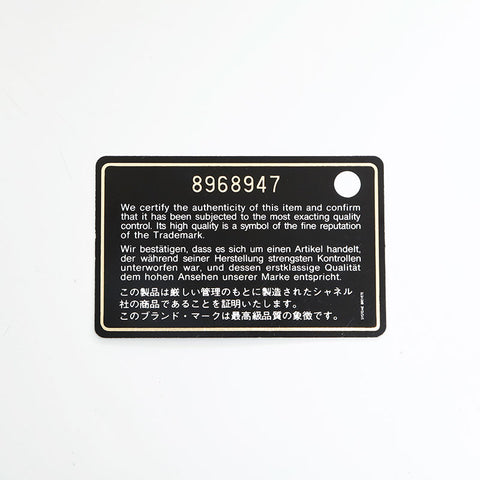 8968947
We certify the authenticity of this item and confirm
that it has been subjected to the most exacting quality
control. Its high quality is a symbol of the fine reputation
of the Trademark.
Wir bestätigen, dass es sich um einen Artikel handelt,
der während seiner Herstellung strengsten Kontrollen
unterworfen war, und dessen erstklassige Qualität
dem hohen Ansehen unserer Marke entspricht.
この製品は厳しい管理のもとに製造されたシャネル
社の商品であることを証明いたします。
このブランド・マークは最高級品質の象徴です。